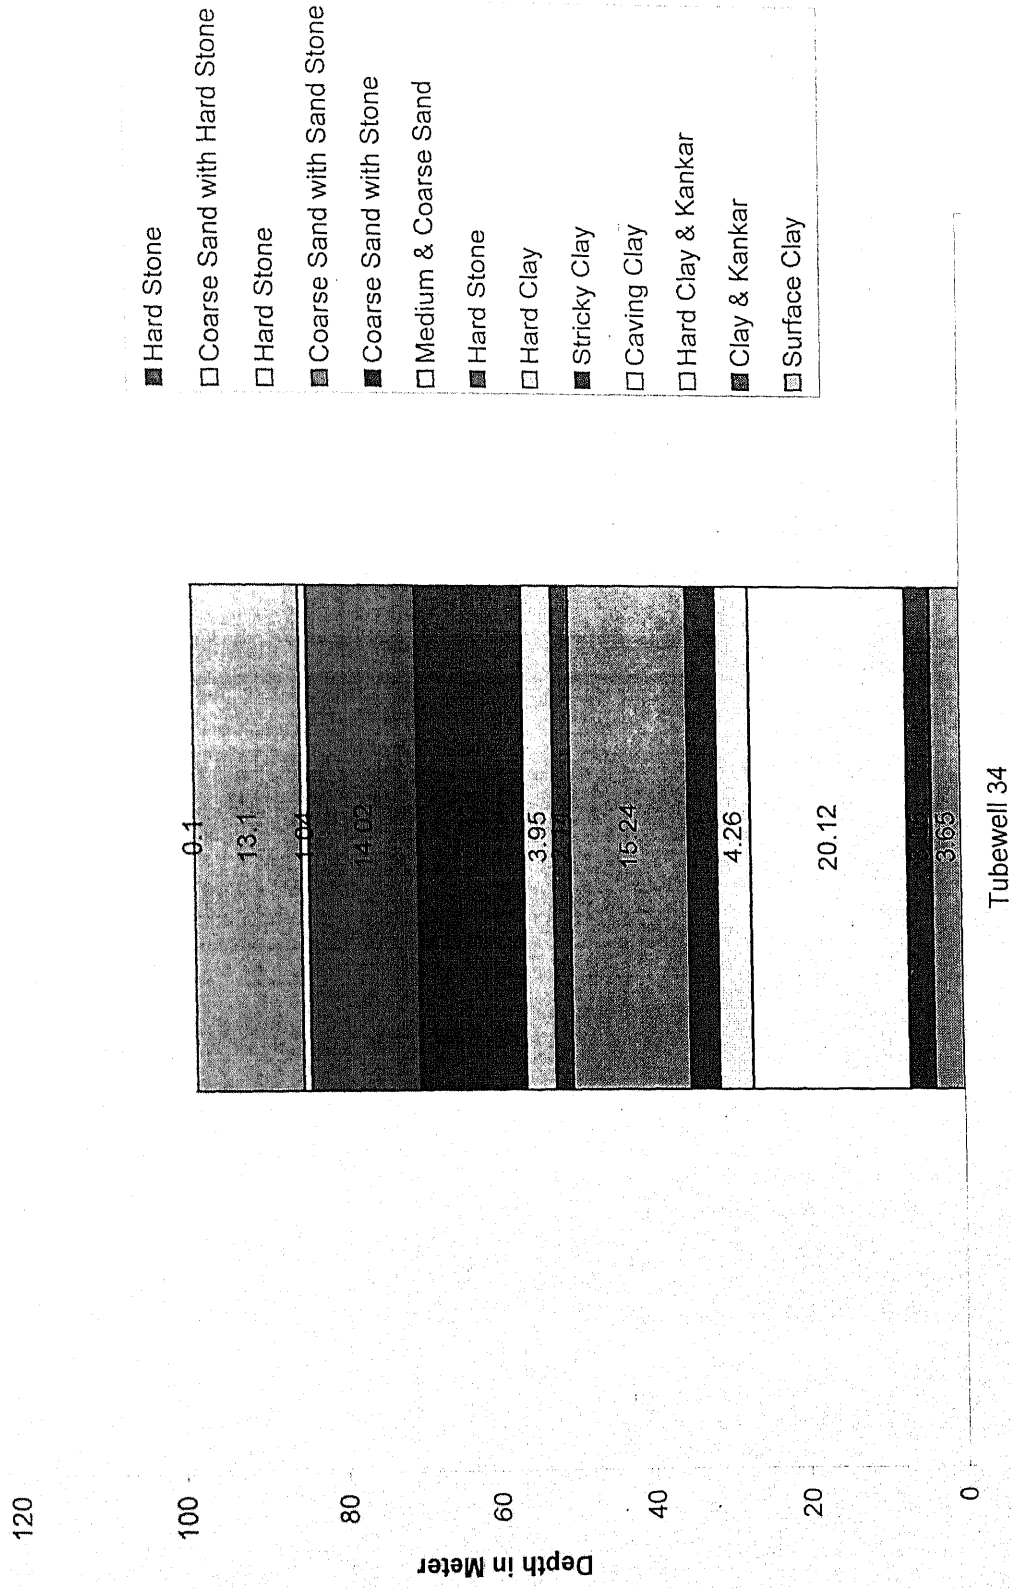 Depth in Meter
120
100
80
60
40
20
0
0.1
13.1
1.04
14.02
3.95
15.24
4.26
20.12
3.65
Tubewell 34
Hard Stone
Coarse Sand with Hard Stone
Hard Stone
Coarse Sand with Sand Stone
Coarse Sand with Stone
Medium & Coarse Sand
Hard Stone
Hard Clay
Stricky Clay
Caving Clay
Hard Clay & Kankar
Clay & Kankar
Surface Clay